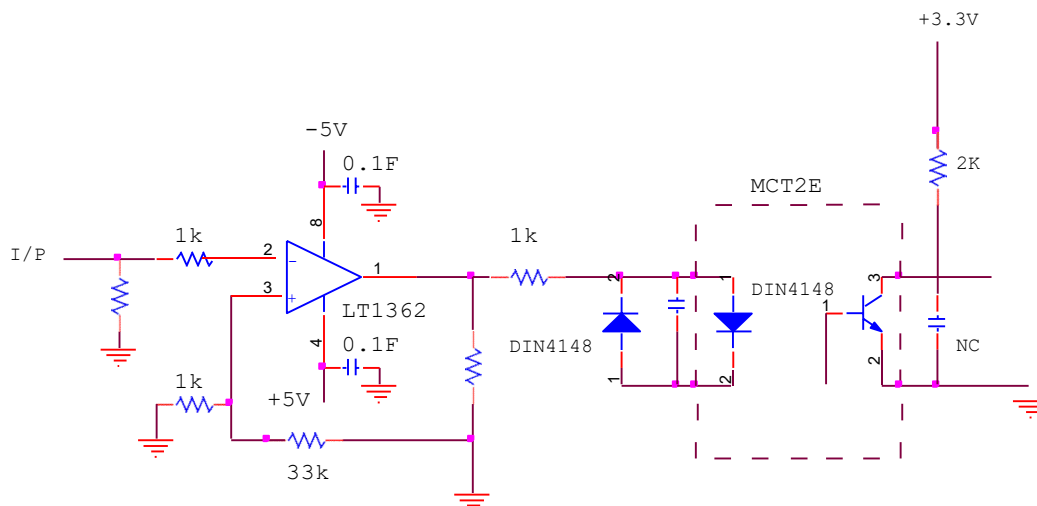 +3.3V
-5V
0.1F
2K
MCT2E
8
I/P
1k
2
1
1k
3
LT1362
2
1
DIN4148
3
1
4
0.1F
DIN4148
NC
1k
+5V
1
2
2
33k